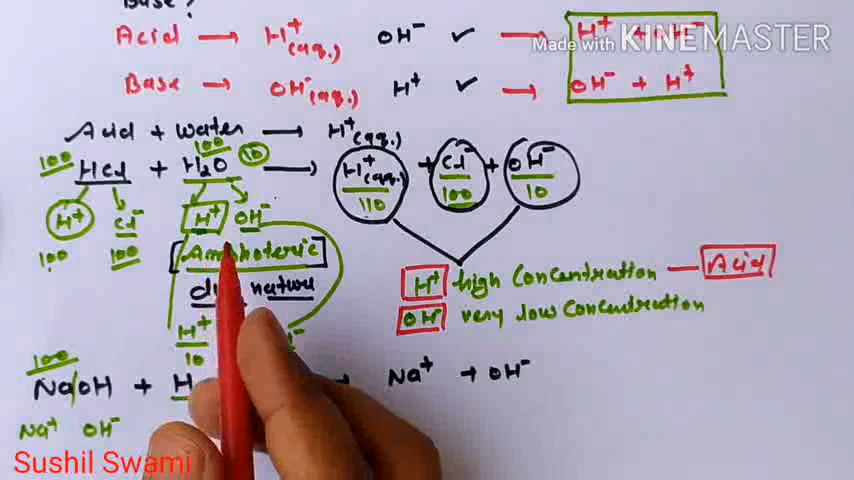 Base?
Acid → H⁺(aq.) OH⁻ ✓ → H⁺ + OH⁻
Made with KINEMASTER
Base → OH⁻(aq.) H⁺ ✓ → OH⁻ + H⁺
Acid + water → H⁺(aq.)
100 100 10
HCl + H₂O → H⁺(aq.) + Cl⁻ + OH⁻
110 100 10
H⁺ Cl⁻ H⁺ OH⁻
100 100
[Amphoteric]
nature
H⁺ high Concentration — Acid
OH⁻ very low Concentration
H⁺
10
100
NaOH + H → Na⁺ + OH⁻
Na⁺ OH⁻
Sushil Swami